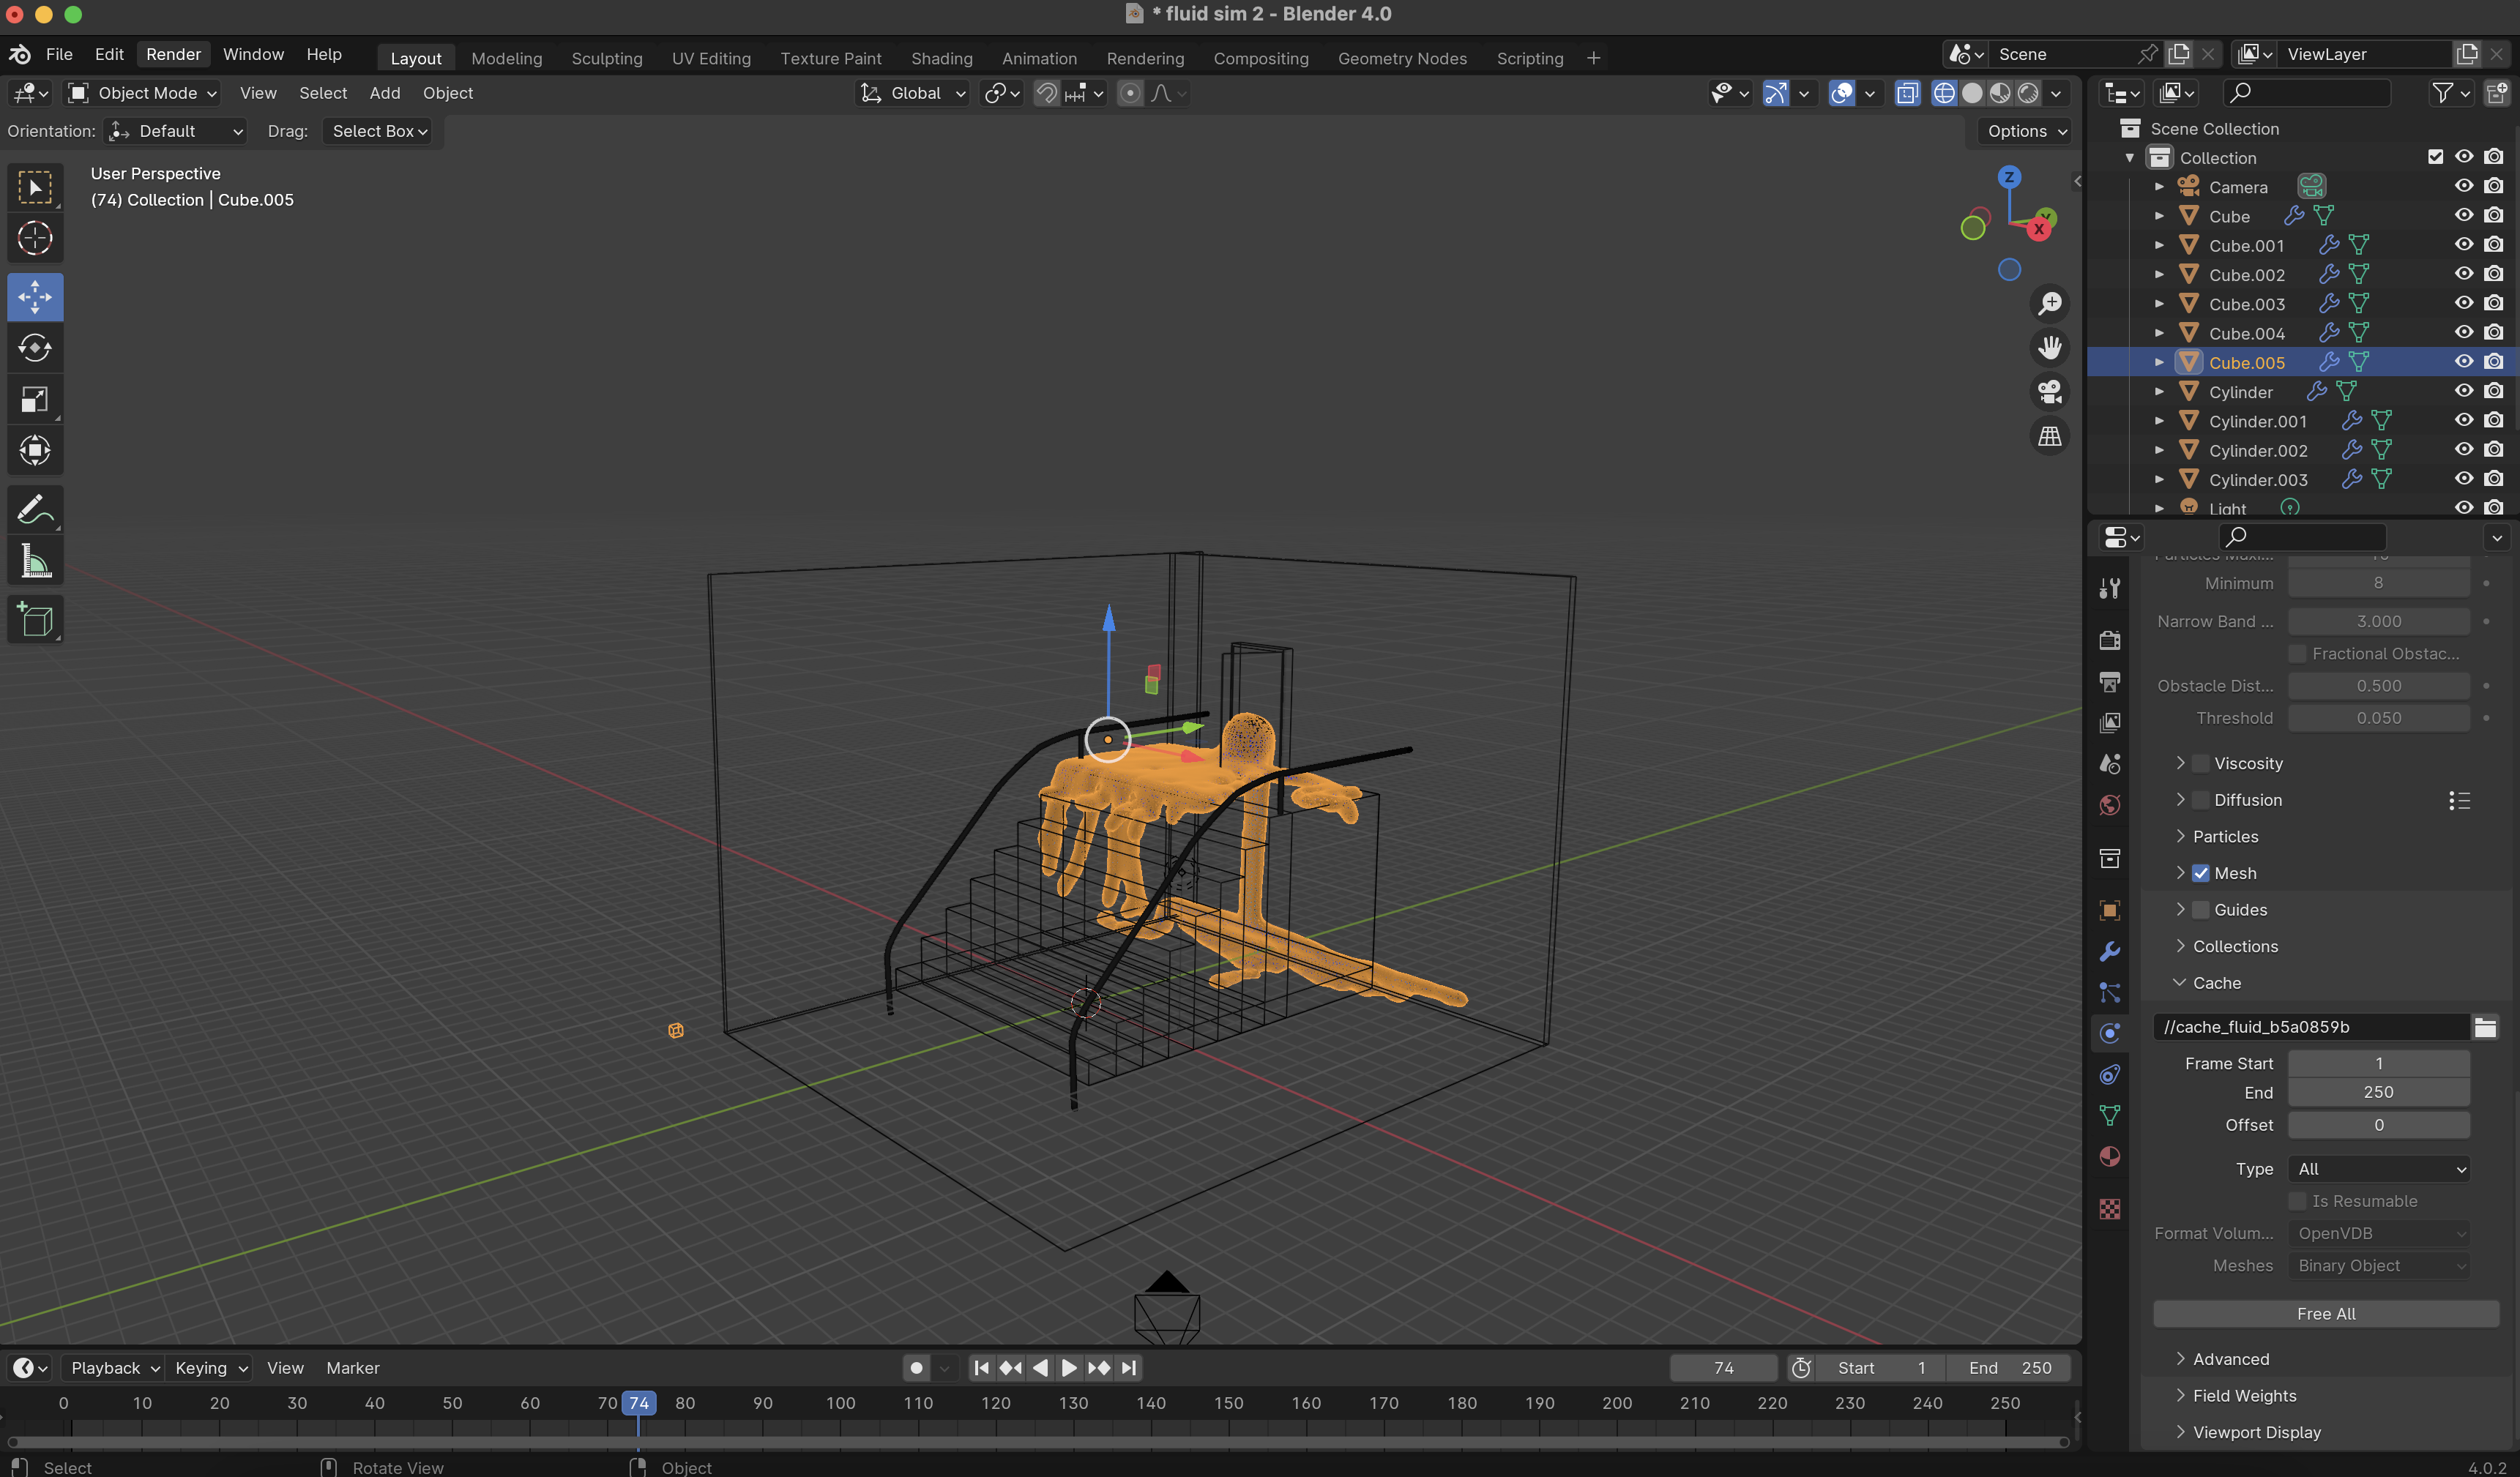 * fluid sim 2 - Blender 4.0
File Edit Render Window Help Layout Modeling Sculpting UV Editing Texture Paint Shading Animation Rendering Compositing Geometry Nodes Scripting + Scene ViewLayer
Object Mode View Select Add Object Global
Orientation: Default Drag: Select Box Options
User Perspective
(74) Collection | Cube.005
Z
Y
X
Scene Collection
Collection
Camera
Cube
Cube.001
Cube.002
Cube.003
Cube.004
Cube.005
Cylinder
Cylinder.001
Cylinder.002
Cylinder.003
Light
Minimum 8
Narrow Band ... 3.000
Fractional Obstac...
Obstacle Dist... 0.500
Threshold 0.050
Viscosity
Diffusion
Particles
Mesh
Guides
Collections
Cache
//cache_fluid_b5a0859b
Frame Start 1
End 250
Offset 0
Type All
Is Resumable
Format Volum... OpenVDB
Meshes Binary Object
Free All
Advanced
Field Weights
Viewport Display
Playback Keying View Marker 74 Start 1 End 250
0 10 20 30 40 50 60 70 74 80 90 100 110 120 130 140 150 160 170 180 190 200 210 220 230 240 250
Select Rotate View Object 4.0.2